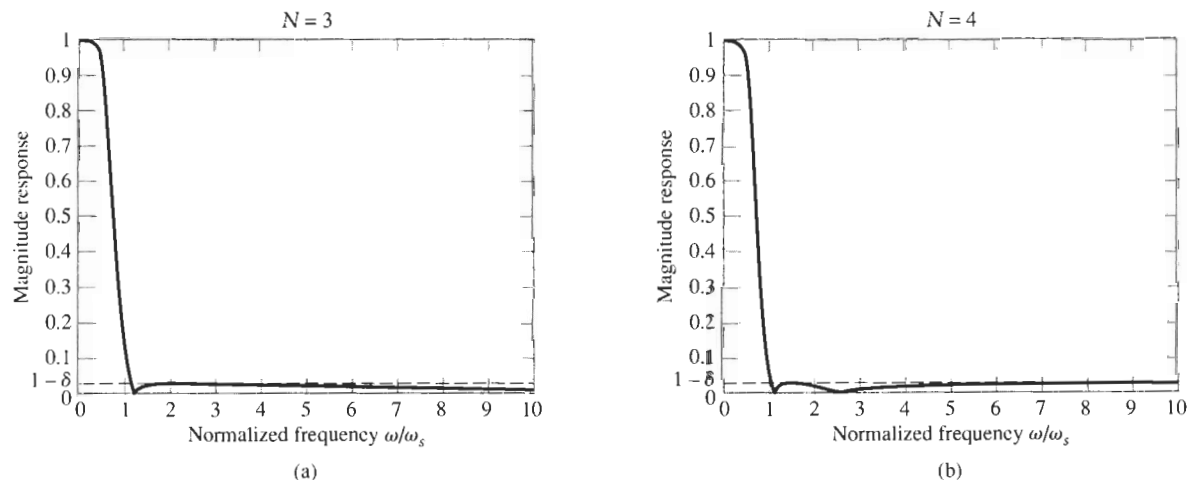 N = 3
Magnitude response
1
0.9
0.8
0.7
0.6
0.5
0.4
0.3
0.2
0.1
1 – δ
0
0 1 2 3 4 5 6 7 8 9 10
Normalized frequency ω/ωs
(a)
N = 4
Magnitude response
1
0.9
0.8
0.7
0.6
0.5
0.4
0.3
0.2
0.1
1 – δ
0
0 1 2 3 4 5 6 7 8 9 10
Normalized frequency ω/ωs
(b)